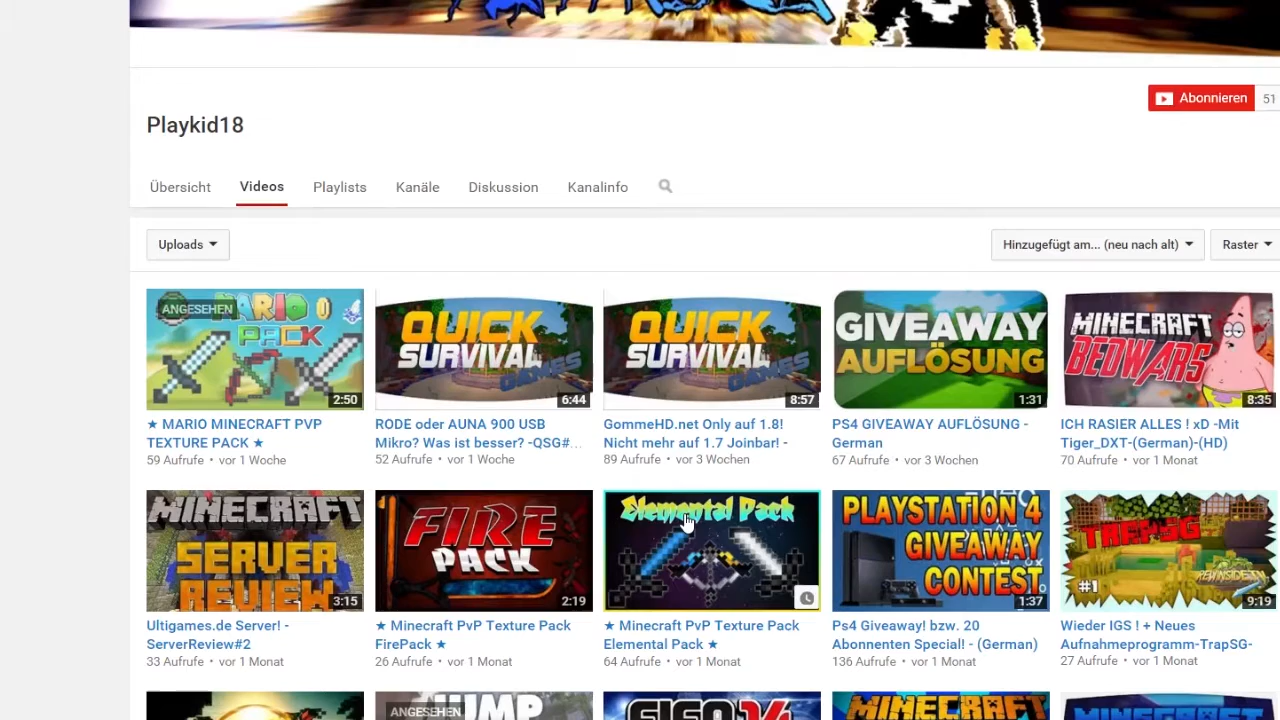 Abonnieren 51
Playkid18
Übersicht Videos Playlists Kanäle Diskussion Kanalinfo
Uploads Hinzugefügt am... (neu nach alt) Raster
ANGESEHEN
MARIO
PACK
2:50
QUICK
SURVIVAL
GAMES
6:44
QUICK
SURVIVAL
GAMES
8:57
GIVEAWAY
AUFLÖSUNG
1:31
MINECRAFT
BEDWARS
8:35
★ MARIO MINECRAFT PVP
TEXTURE PACK ★
59 Aufrufe • vor 1 Woche
RODE oder AUNA 900 USB
Mikro? Was ist besser? -QSG#...
52 Aufrufe • vor 1 Woche
GommeHD.net Only auf 1.8!
Nicht mehr auf 1.7 Joinbar! -
89 Aufrufe • vor 3 Wochen
PS4 GIVEAWAY AUFLÖSUNG -
German
67 Aufrufe • vor 3 Wochen
ICH RASIER ALLES ! xD -Mit
Tiger_DXT-(German)-(HD)
70 Aufrufe • vor 1 Monat
MINECRAFT
SERVER
REVIEW
3:15
FIRE
PACK
2:19
Elemental Pack
PLAYSTATION 4
GIVEAWAY
CONTEST
1:37
TRAPSG
#1
REWINSIDE
9:19
Ultigames.de Server! -
ServerReview#2
33 Aufrufe • vor 1 Monat
★ Minecraft PvP Texture Pack
FirePack ★
26 Aufrufe • vor 1 Monat
★ Minecraft PvP Texture Pack
Elemental Pack ★
64 Aufrufe • vor 1 Monat
Ps4 Giveaway! bzw. 20
Abonnenten Special! - (German)
136 Aufrufe • vor 1 Monat
Wieder IGS ! + Neues
Aufnahmeprogramm-TrapSG-
27 Aufrufe • vor 1 Monat
ANGESEHEN
JUMP
FIFA 14
MINECRAFT
MINECRAFT